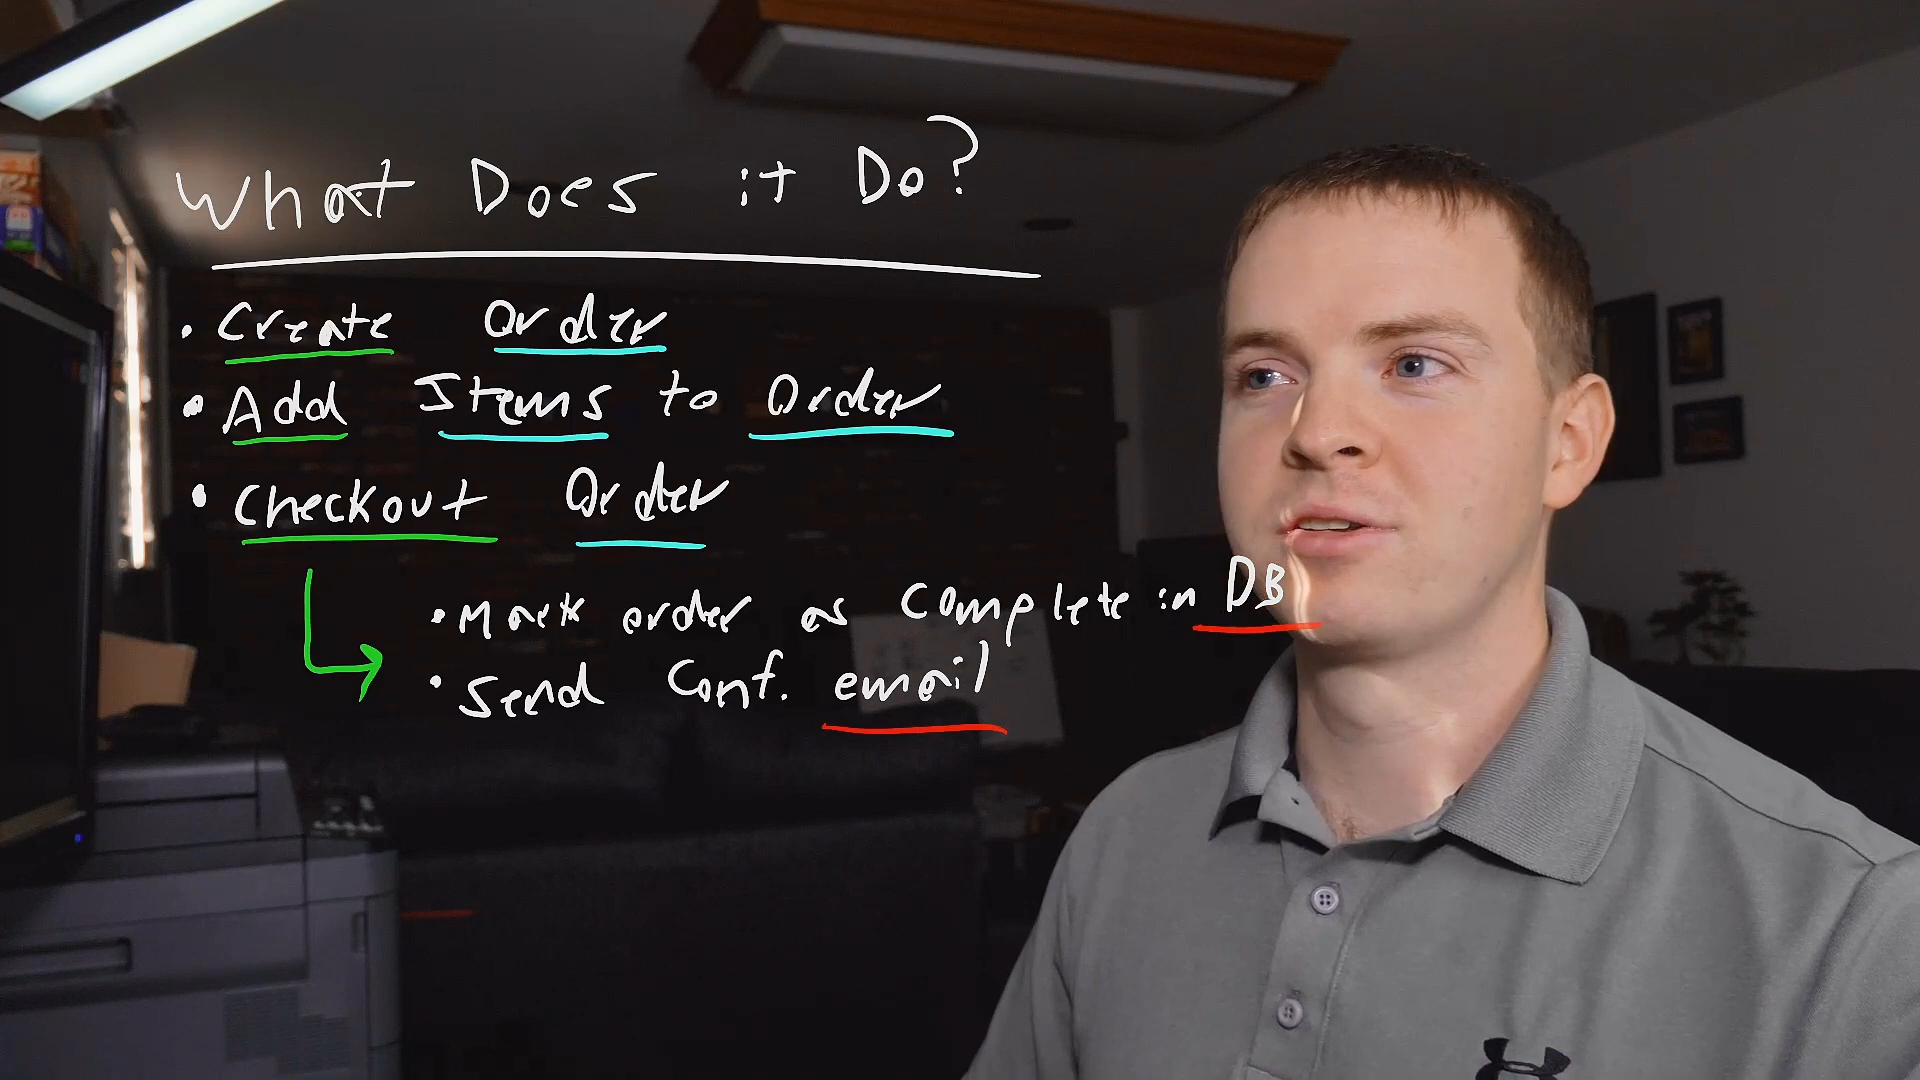 What Does it Do?
• Create Order
• Add Items to Order
• Checkout Order
• Mark order as complete in DB
• Send Conf. email